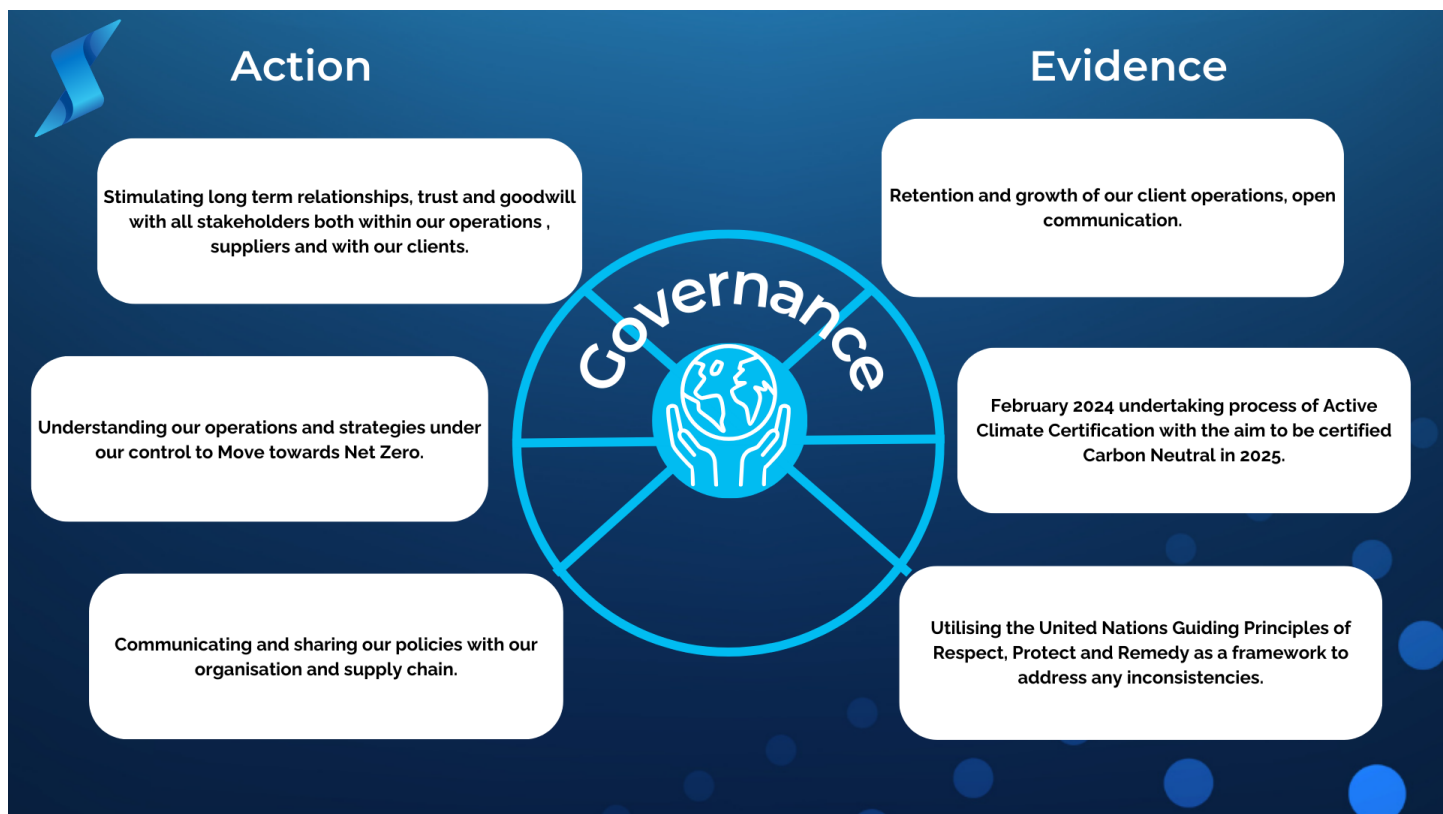 Action
Evidence
Stimulating long term relationships, trust and goodwill
with all stakeholders both within our operations ,
suppliers and with our clients.
Retention and growth of our client operations, open
communication.
Governance
Understanding our operations and strategies under
our control to Move towards Net Zero.
February 2024 undertaking process of Active
Climate Certification with the aim to be certified
Carbon Neutral in 2025.
Communicating and sharing our policies with our
organisation and supply chain.
Utilising the United Nations Guiding Principles of
Respect, Protect and Remedy as a framework to
address any inconsistencies.